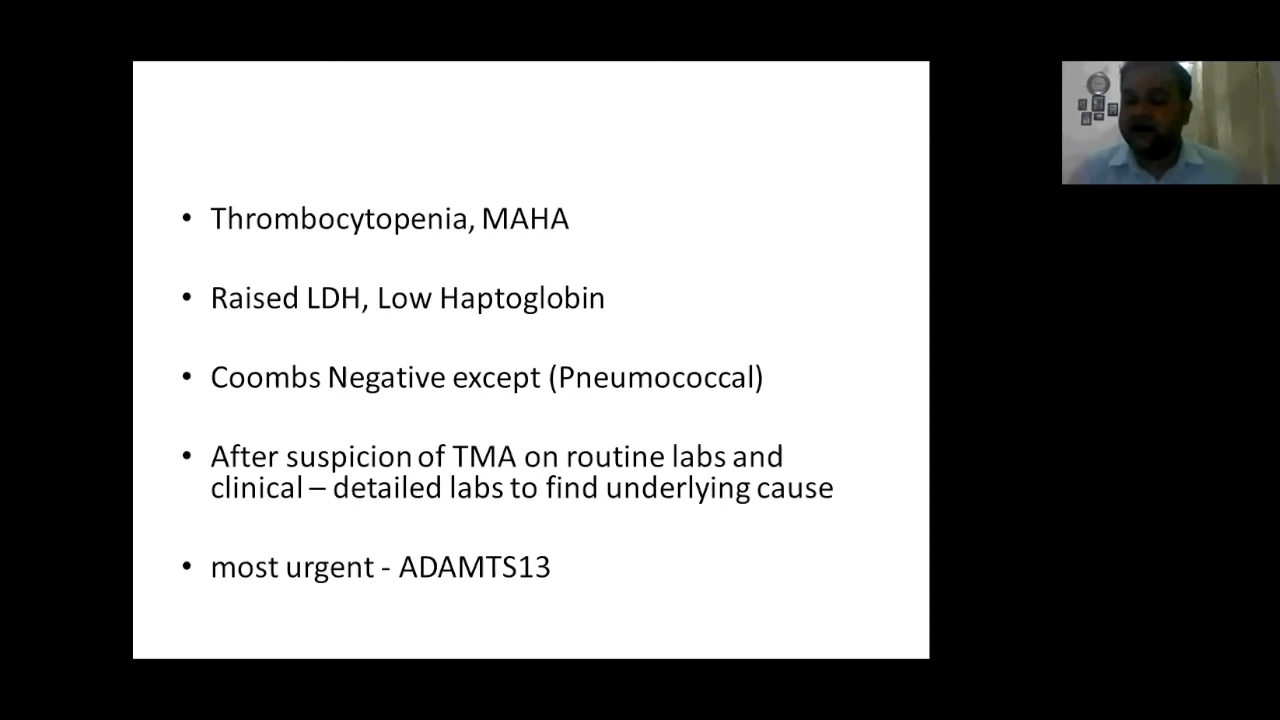 • Thrombocytopenia, MAHA
• Raised LDH, Low Haptoglobin
• Coombs Negative except (Pneumococcal)
• After suspicion of TMA on routine labs and
clinical – detailed labs to find underlying cause
• most urgent - ADAMTS13